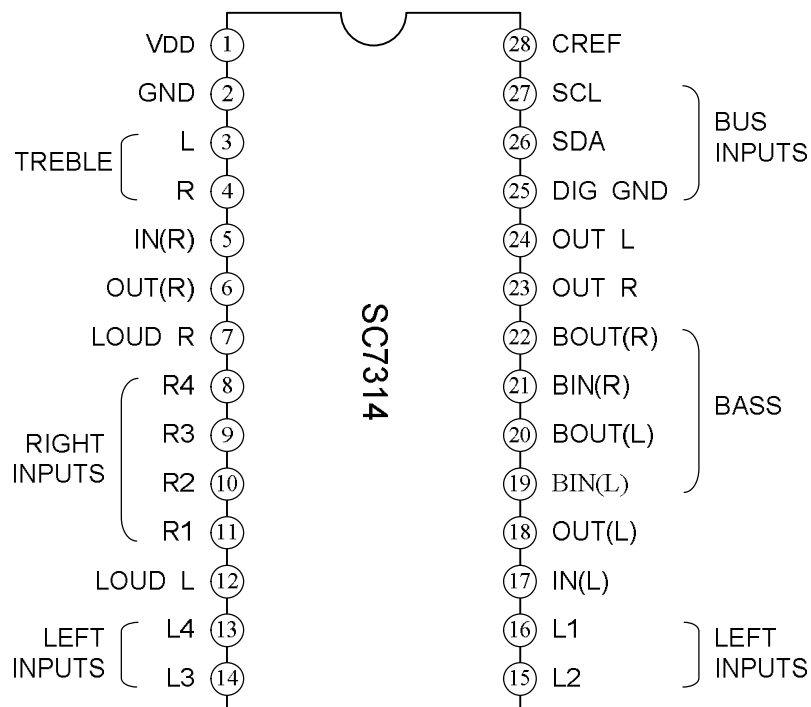 VDD 1
GND 2
TREBLE
L 3
R 4
IN(R) 5
OUT(R) 6
LOUD R 7
RIGHT
INPUTS
R4 8
R3 9
R2 10
R1 11
LOUD L 12
LEFT
INPUTS
L4 13
L3 14
SC7314
28 CREF
27 SCL
26 SDA
25 DIG GND
BUS
INPUTS
24 OUT L
23 OUT R
22 BOUT(R)
21 BIN(R)
20 BOUT(L)
19 BIN(L)
BASS
18 OUT(L)
17 IN(L)
16 L1
15 L2
LEFT
INPUTS